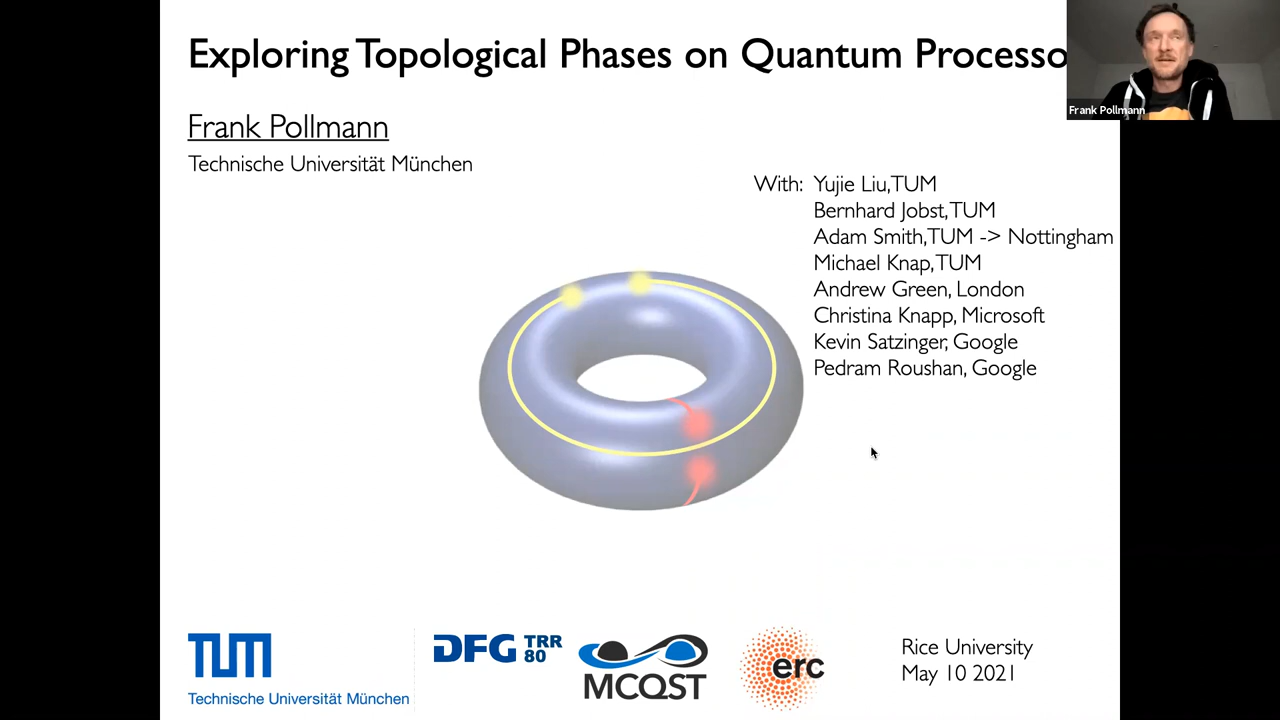 Exploring Topological Phases on Quantum Processo
Frank Pollmann
Frank Pollmann
Technische Universität München
With: Yujie Liu,TUM
Bernhard Jobst,TUM
Adam Smith,TUM -> Nottingham
Michael Knap,TUM
Andrew Green, London
Christina Knapp, Microsoft
Kevin Satzinger, Google
Pedram Roushan, Google
TUM
Technische Universität München
DFG TRR 80
MCQST
erc
Rice University
May 10 2021